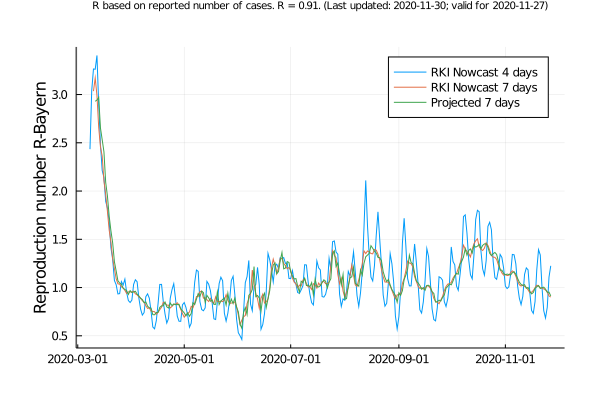 R based on reported number of cases. R = 0.91. (Last updated: 2020-11-30; valid for 2020-11-27)
RKI Nowcast 4 days
RKI Nowcast 7 days
Projected 7 days
Reproduction number R-Bayern
3.0
2.5
2.0
1.5
1.0
0.5
2020-03-01 2020-05-01 2020-07-01 2020-09-01 2020-11-01